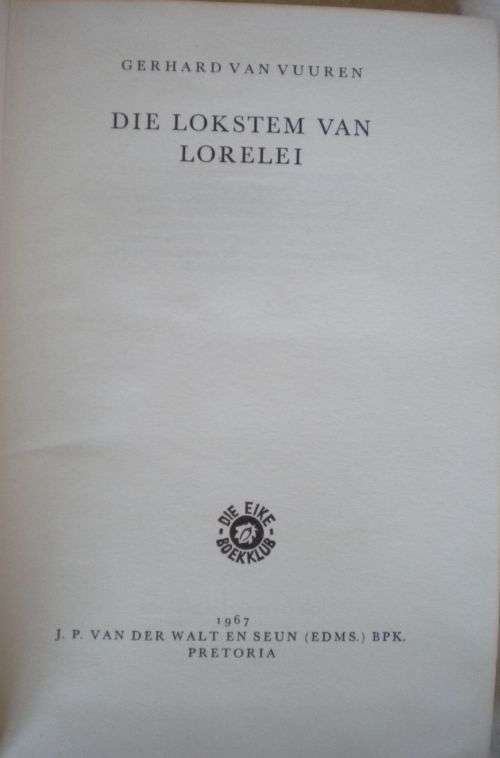 GERHARD VAN VUUREN
DIE LOKSTEM VAN
LORELEI
DIE EIKE
BOEKKLUB
1967
J. P. VAN DER WALT EN SEUN (EDMS.) BPK.
PRETORIA